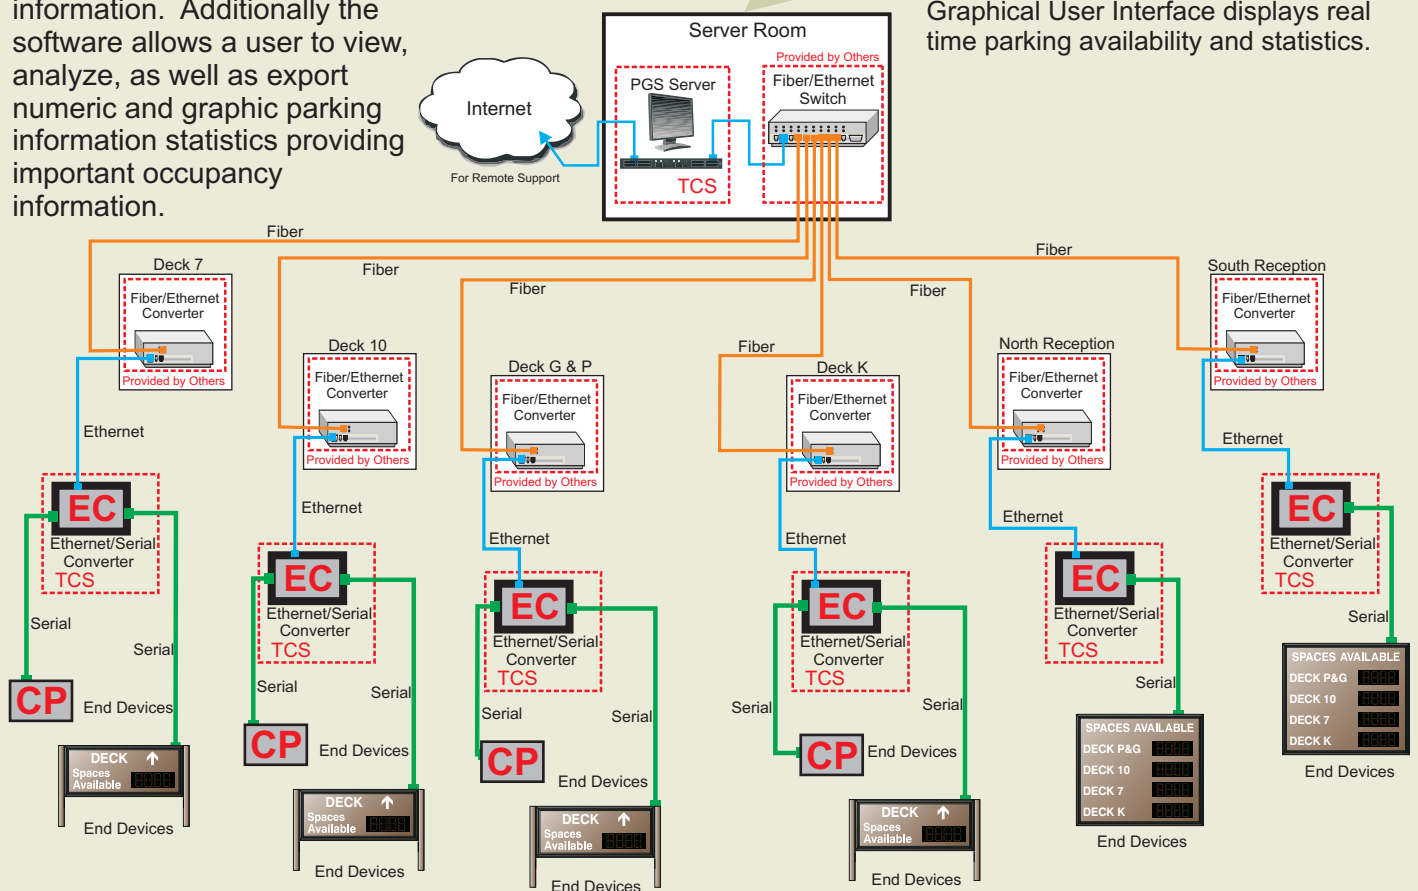 information.  Additionally the
software allows a user to view,
analyze, as well as export
numeric and graphic parking
information statistics providing
important occupancy
information.
Graphical User Interface displays real
time parking availability and statistics.
Server Room
Provided by Others
PGS Server
Fiber/Ethernet
Switch
TCS
Internet
For Remote Support
Fiber
Fiber
Fiber
Fiber
Fiber
Fiber
Deck 7
Fiber/Ethernet
Converter
Provided by Others
Ethernet
EC
Ethernet/Serial
Converter
TCS
Serial
Serial
CP
End Devices
DECK
Spaces
Available
End Devices
Deck 10
Fiber/Ethernet
Converter
Provided by Others
Ethernet
EC
Ethernet/Serial
Converter
TCS
Serial
Serial
CP
End Devices
DECK
Spaces
Available
End Devices
Deck G & P
Fiber/Ethernet
Converter
Provided by Others
Ethernet
EC
Ethernet/Serial
Converter
TCS
Serial
Serial
CP
End Devices
DECK
Spaces
Available
End Devices
Deck K
Fiber/Ethernet
Converter
Provided by Others
Ethernet
EC
Ethernet/Serial
Converter
TCS
Serial
Serial
CP
End Devices
DECK
Spaces
Available
End Devices
North Reception
Fiber/Ethernet
Converter
Provided by Others
Ethernet
EC
Ethernet/Serial
Converter
TCS
Serial
SPACES AVAILABLE
DECK P&G
DECK 10
DECK 7
DECK K
End Devices
South Reception
Fiber/Ethernet
Converter
Provided by Others
Ethernet
EC
Ethernet/Serial
Converter
TCS
Serial
SPACES AVAILABLE
DECK P&G
DECK 10
DECK 7
DECK K
End Devices